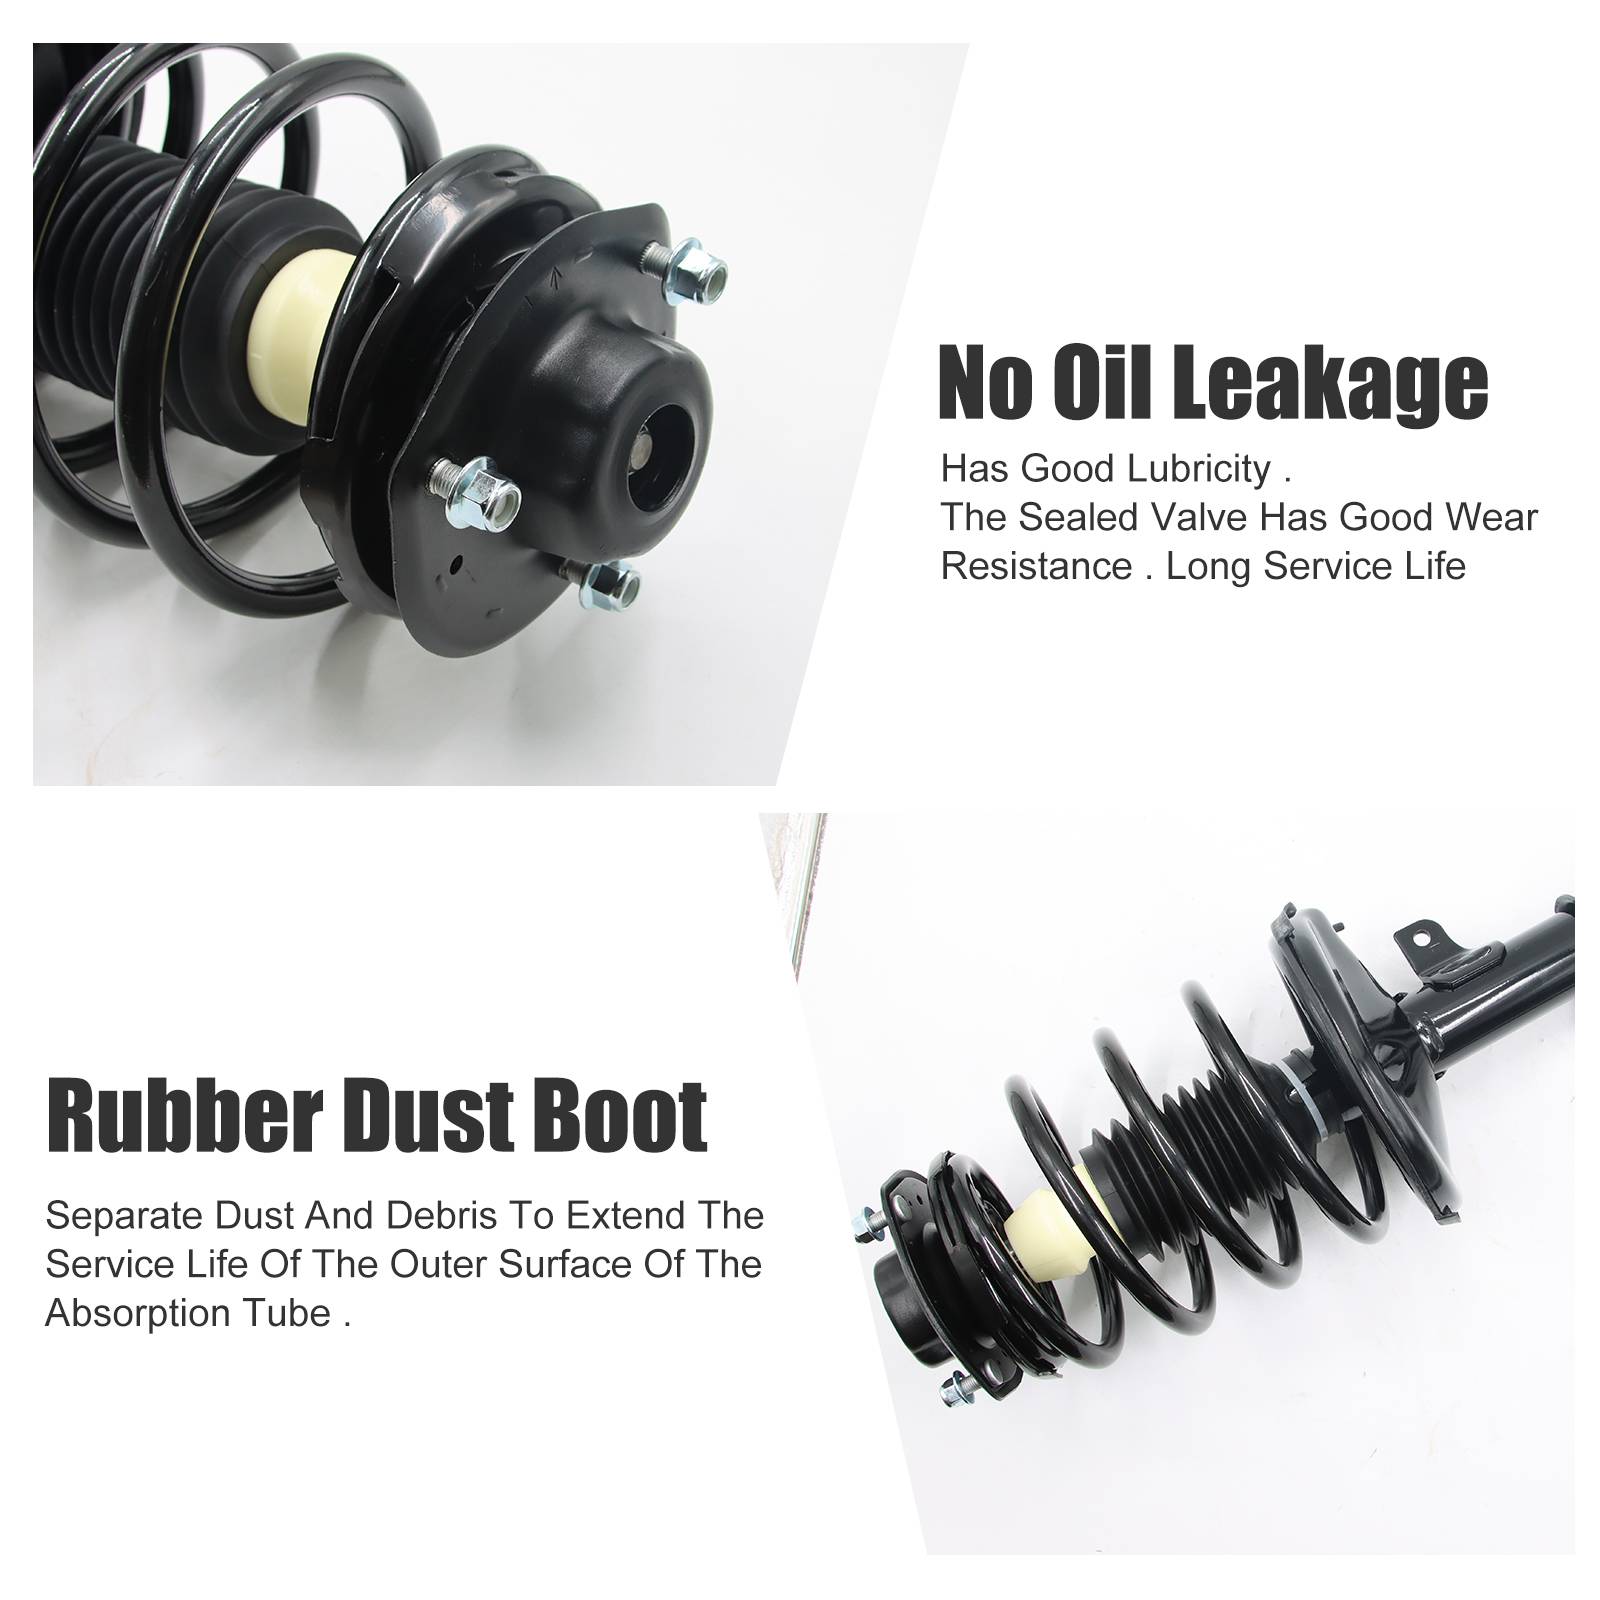 No Oil Leakage
Has Good Lubricity .
The Sealed Valve Has Good Wear
Resistance . Long Service Life
Rubber Dust Boot
Separate Dust And Debris To Extend The
Service Life Of The Outer Surface Of The
Absorption Tube .